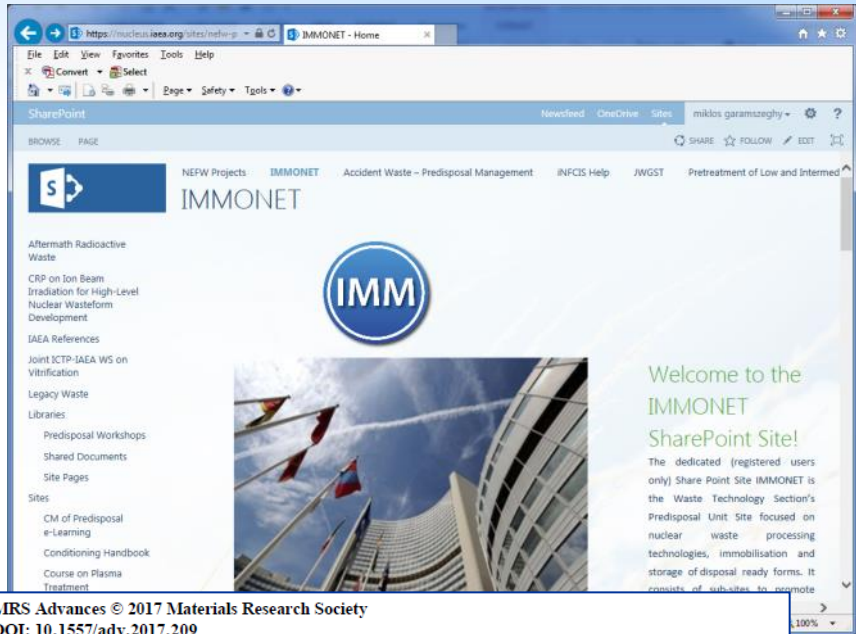 https://nucleus.iaea.org/sites/nefw-p
IMMONET - Home
File Edit View Favorites Tools Help
Convert Select
Page Safety Tools
SharePoint
Newsfeed OneDrive Sites miklos garamszeghy ?
BROWSE PAGE
SHARE FOLLOW EDIT
NEFW Projects IMMONET Accident Waste – Predisposal Management iNFCIS Help JWGST Pretreatment of Low and Intermed
S
IMMONET
IMM
Aftermath Radioactive
Waste
CRP on Ion Beam
Irradiation for High-Level
Nuclear Wasteform
Development
IAEA References
Joint ICTP-IAEA WS on
Vitrification
Legacy Waste
Libraries
Predisposal Workshops
Shared Documents
Site Pages
Sites
CM of Predisposal
e-Learning
Conditioning Handbook
Course on Plasma
Treatment
Welcome to the
IMMONET
SharePoint Site!
The dedicated (registered users
only) Share Point Site IMMONET is
the Waste Technology Section's
Predisposal Unit Site focused on
nuclear waste processing
technologies, immobilisation and
storage of disposal ready forms. It
consists of sub-sites to promote
100%
MRS Advances © 2017 Materials Research Society
DOI: 10.1557/adv.2017.209